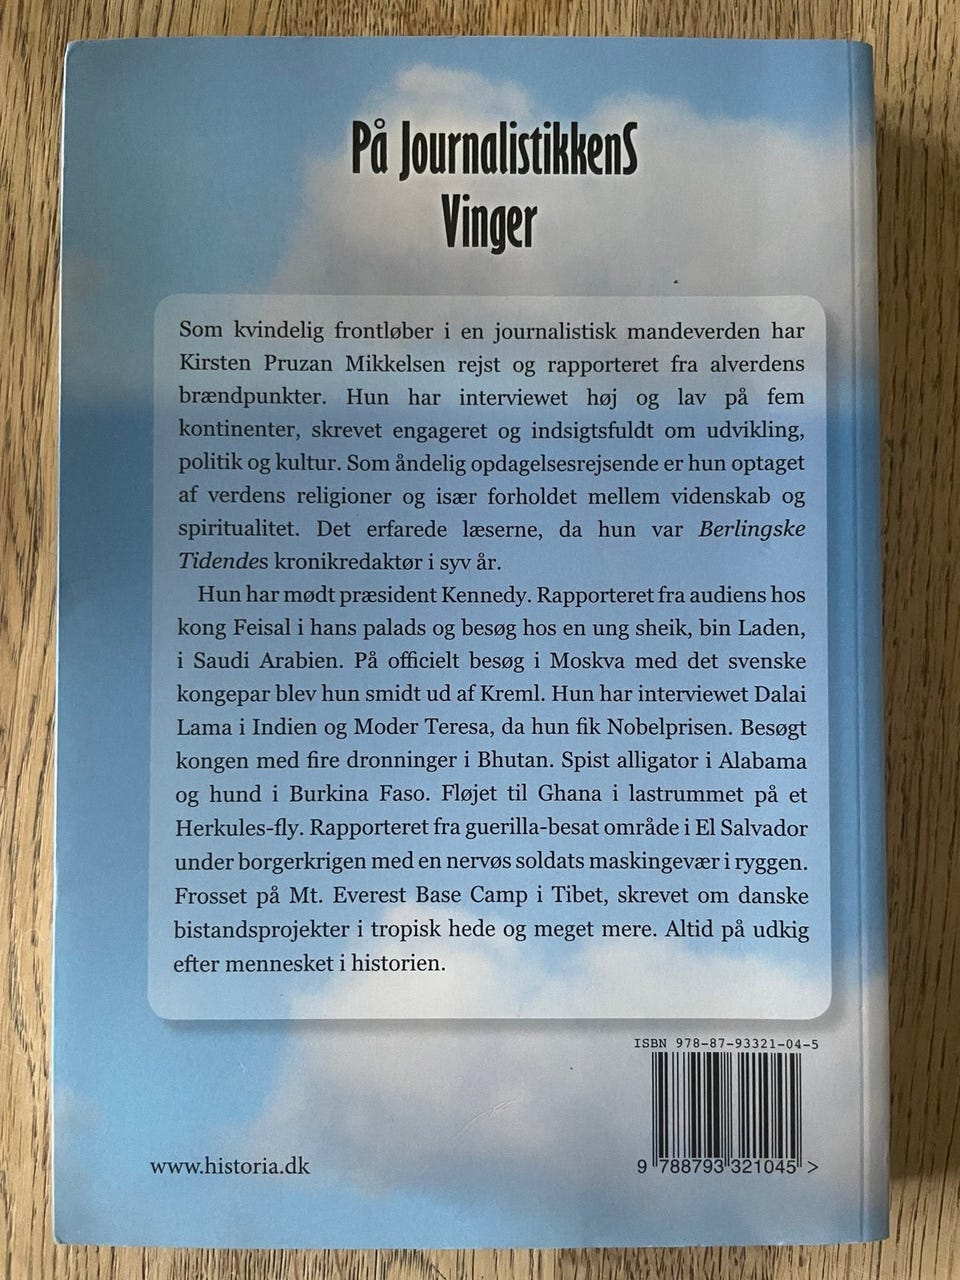 På JournalistikkenS
Vinger
Som kvindelig frontløber i en journalistisk mandeverden har
Kirsten Pruzan Mikkelsen rejst og rapporteret fra alverdens
brændpunkter. Hun har interviewet høj og lav på fem
kontinenter, skrevet engageret og indsigtsfuldt om udvikling,
politik og kultur. Som åndelig opdagelsesrejsende er hun optaget
af verdens religioner og især forholdet mellem videnskab og
spiritualitet. Det erfarede læserne, da hun var Berlingske
Tidendes kronikredaktør i syv år.
Hun har mødt præsident Kennedy. Rapporteret fra audiens hos
kong Feisal i hans palads og besøg hos en ung sheik, bin Laden,
i Saudi Arabien. På officielt besøg i Moskva med det svenske
kongepar blev hun smidt ud af Kreml. Hun har interviewet Dalai
Lama i Indien og Moder Teresa, da hun fik Nobelprisen. Besøgt
kongen med fire dronninger i Bhutan. Spist alligator i Alabama
og hund i Burkina Faso. Fløjet til Ghana i lastrummet på et
Herkules-fly. Rapporteret fra guerilla-besat område i El Salvador
under borgerkrigen med en nervøs soldats maskingevær i ryggen.
Frosset på Mt. Everest Base Camp i Tibet, skrevet om danske
bistandsprojekter i tropisk hede og meget mere. Altid på udkig
efter mennesket i historien.
ISBN 978-87-93321-04-5
9 788793 321045 >
www.historia.dk